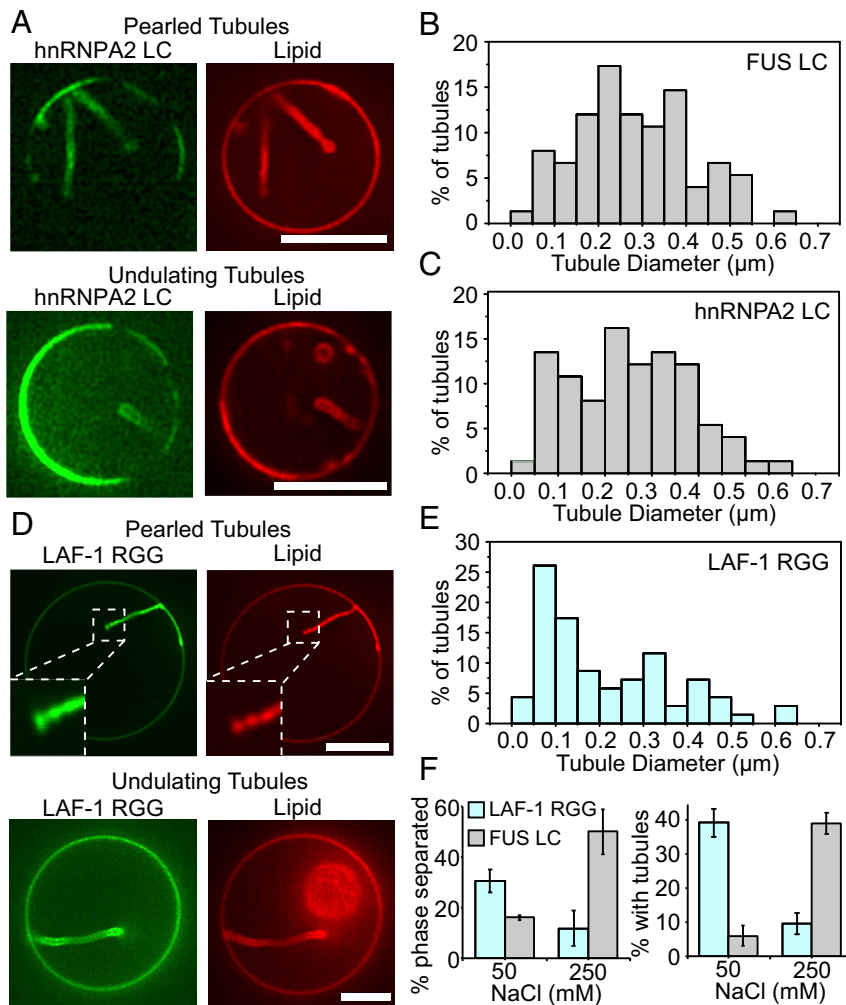 A
Pearled Tubules
hnRNPA2 LC
Lipid
Undulating Tubules
hnRNPA2 LC
Lipid
B
FUS LC
% of tubules
20
15
10
5
0
0.0 0.1 0.2 0.3 0.4 0.5 0.6 0.7
Tubule Diameter (µm)
C
hnRNPA2 LC
% of tubules
20
15
10
5
0
0.0 0.1 0.2 0.3 0.4 0.5 0.6 0.7
Tubule Diameter (µm)
D
Pearled Tubules
LAF-1 RGG
Lipid
Undulating Tubules
LAF-1 RGG
Lipid
E
LAF-1 RGG
% of tubules
30
25
20
15
10
5
0
0.0 0.1 0.2 0.3 0.4 0.5 0.6 0.7
Tubule Diameter (µm)
F
% phase separated
60
40
20
0
LAF-1 RGG
FUS LC
50 250
NaCl (mM)
% with tubules
40
30
20
10
0
50 250
NaCl (mM)